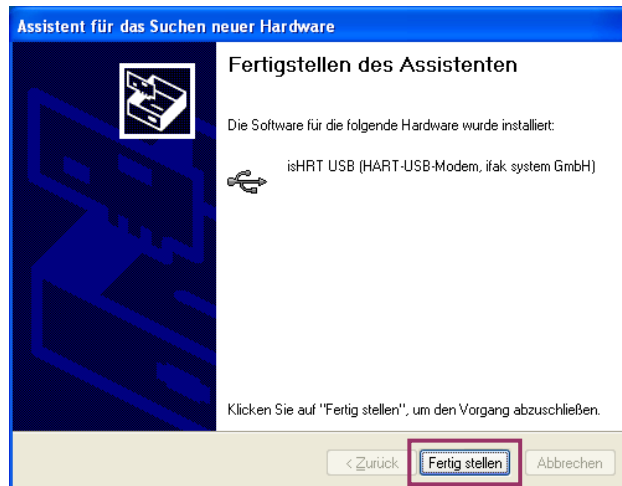 Assistent für das Suchen neuer Hardware
Fertigstellen des Assistenten
Die Software für die folgende Hardware wurde installiert:
isHRT USB (HART-USB-Modem, ifak system GmbH)
Klicken Sie auf "Fertig stellen", um den Vorgang abzuschließen.
< Zurück Fertig stellen Abbrechen